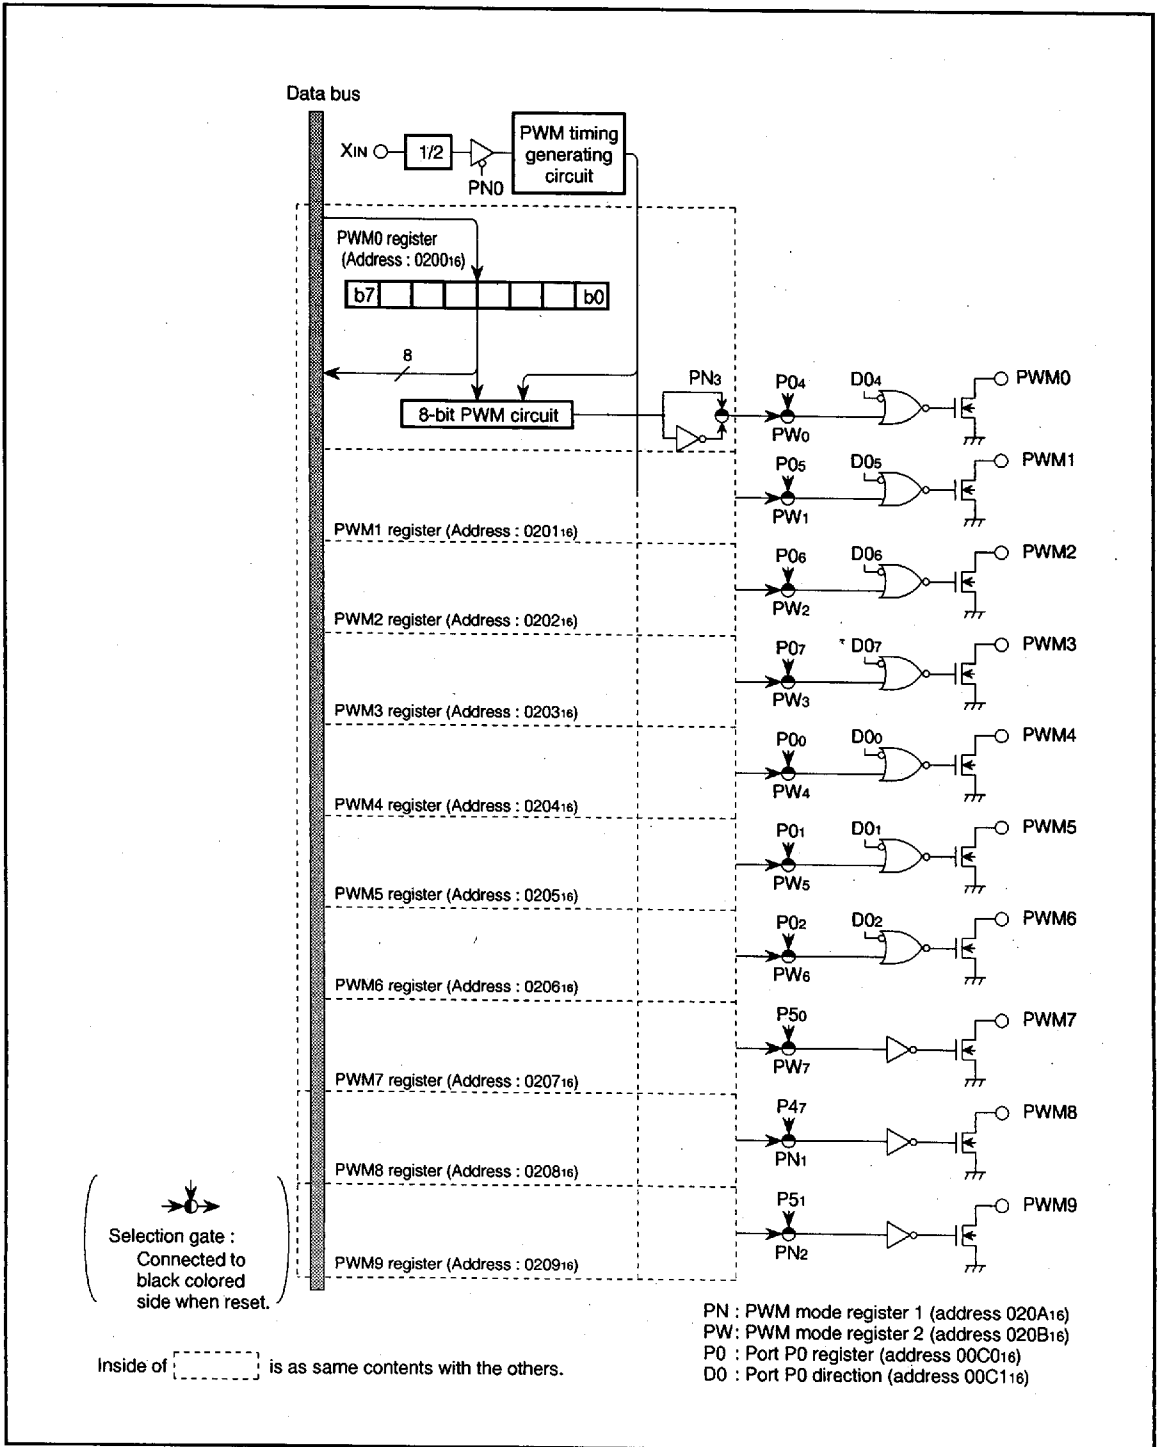 Data bus
XIN
1/2
PN0
PWM timing
generating
circuit
PWM0 register
(Address : 020016)
b7
b0
8
8-bit PWM circuit
PN3
P04
PW0
D04
PWM0
P05
PW1
D05
PWM1
PWM1 register (Address : 020116)
P06
PW2
D06
PWM2
PWM2 register (Address : 020216)
P07
PW3
D07
PWM3
PWM3 register (Address : 020316)
P00
PW4
D00
PWM4
PWM4 register (Address : 020416)
P01
PW5
D01
PWM5
PWM5 register (Address : 020516)
P02
PW6
D02
PWM6
PWM6 register (Address : 020616)
P50
PW7
PWM7
PWM7 register (Address : 020716)
P47
PN1
PWM8
PWM8 register (Address : 020816)
P51
PN2
PWM9
PWM9 register (Address : 020916)
Selection gate :
Connected to
black colored
side when reset.
Inside of is as same contents with the others.
PN : PWM mode register 1 (address 020A16)
PW : PWM mode register 2 (address 020B16)
P0 : Port P0 register (address 00C016)
D0 : Port P0 direction (address 00C116)